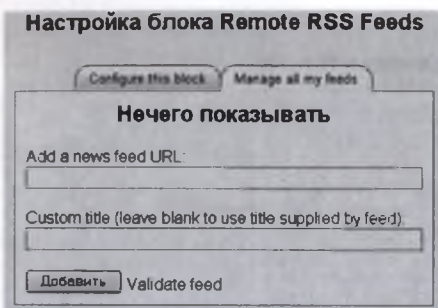 Настройка блока Remote RSS Feeds
Configure this block Manage all my feeds
Нечего показывать
Add a news feed URL:
Custom title (leave blank to use title supplied by feed):
Добавить Validate feed